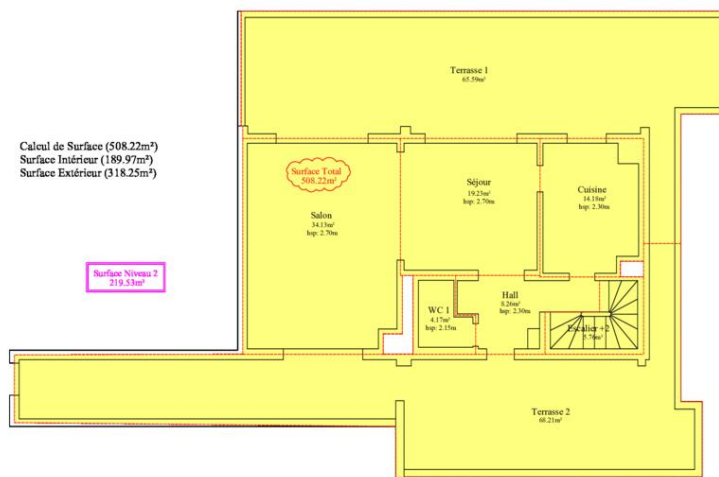 Terrasse 1
65.59m²
Calcul de Surface (508.22m²)
Surface Intérieur (189.97m²)
Surface Extérieur (318.25m²)
Surface Total
508.22m²
Salon
34.13m²
hsp: 2.70m
Séjour
19.23m²
hsp: 2.70m
Cuisine
14.18m²
hsp: 2.30m
Surface Niveau 2
219.53m²
WC 1
4.17m²
hsp: 2.15m
Hall
8.26m²
hsp: 2.30m
Escalier +2
5.76m²
Terrasse 2
68.21m²